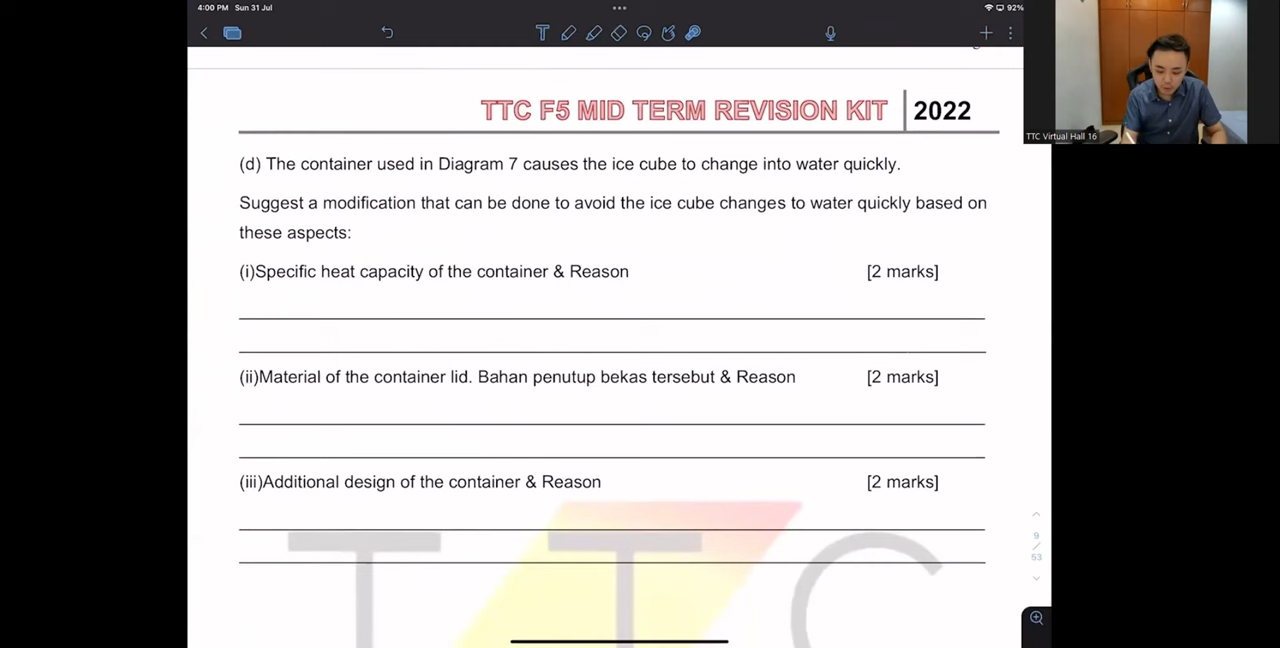 4:00 PM Sun 31 Jul
92%
TTC F5 MID TERM REVISION KIT 2022
TTC Virtual Hall 16
(d) The container used in Diagram 7 causes the ice cube to change into water quickly.
Suggest a modification that can be done to avoid the ice cube changes to water quickly based on
these aspects:
(i)Specific heat capacity of the container & Reason [2 marks]
(ii)Material of the container lid. Bahan penutup bekas tersebut & Reason [2 marks]
(iii)Additional design of the container & Reason [2 marks]
9
/
53
TTC